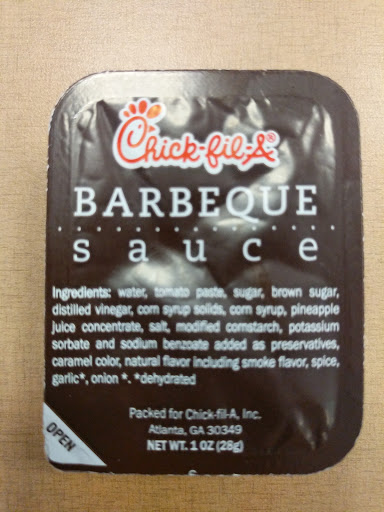 Chick-fil-A®
BARBEQUE
sauce
Ingredients: water, tomato paste, sugar, brown sugar,
distilled vinegar, corn syrup solids, corn syrup, pineapple
juice concentrate, salt, modified cornstarch, potassium
sorbate and sodium benzoate added as preservatives,
caramel color, natural flavor including smoke flavor, spice,
garlic*, onion *. *dehydrated
Packed for Chick-fil-A, Inc.
Atlanta, GA 30349
NET WT. 1 OZ (28g)
OPEN